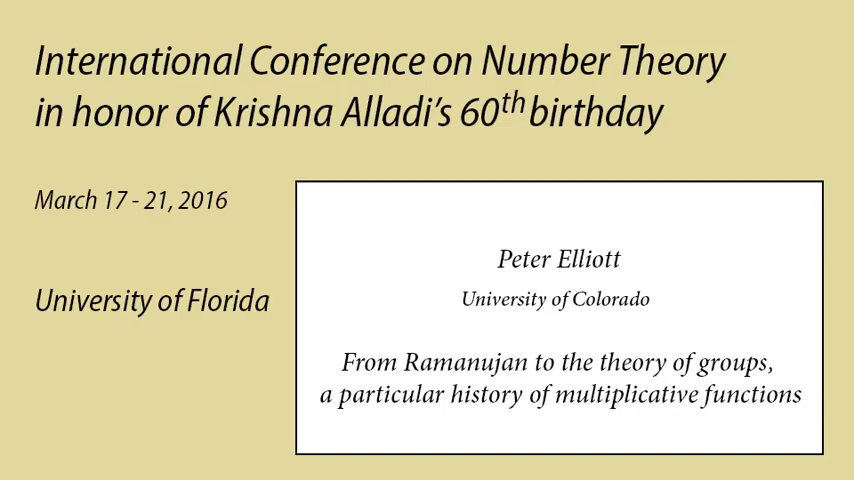 International Conference on Number Theory
in honor of Krishna Alladi's 60th birthday
March 17 - 21, 2016
University of Florida
Peter Elliott
University of Colorado
From Ramanujan to the theory of groups,
a particular history of multiplicative functions